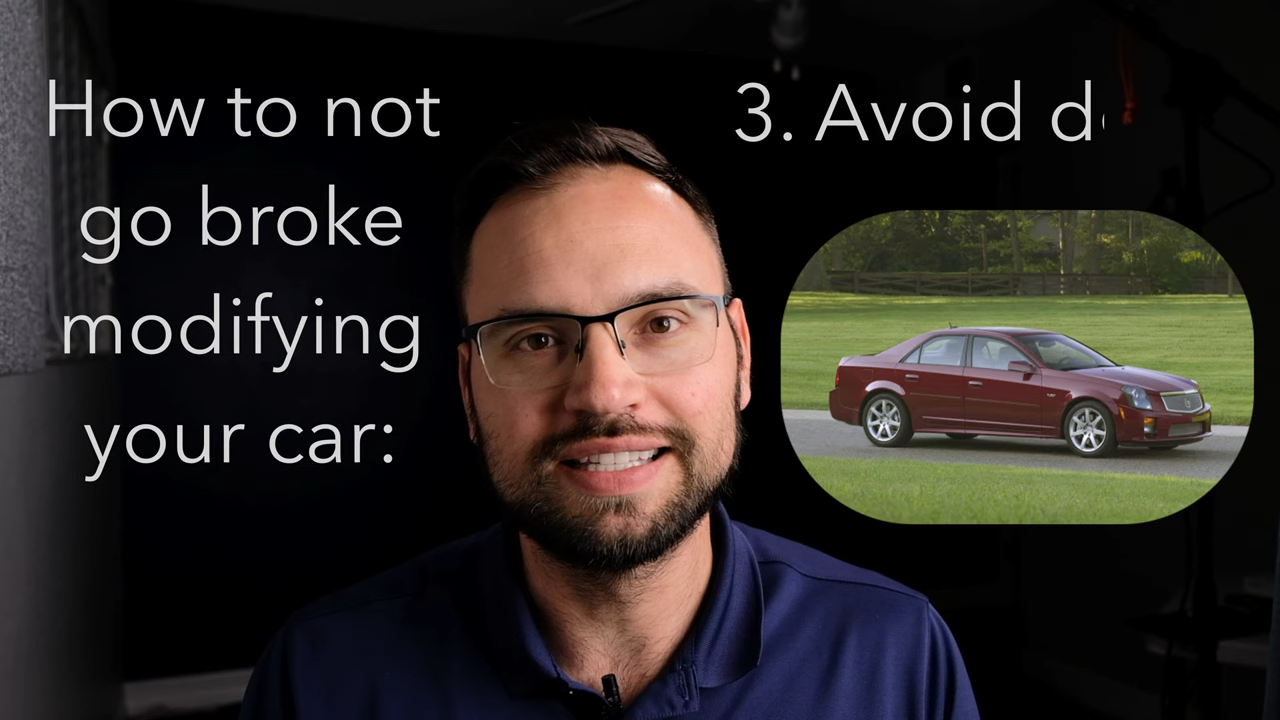 How to not
go broke
modifying
your car:
3. Avoid